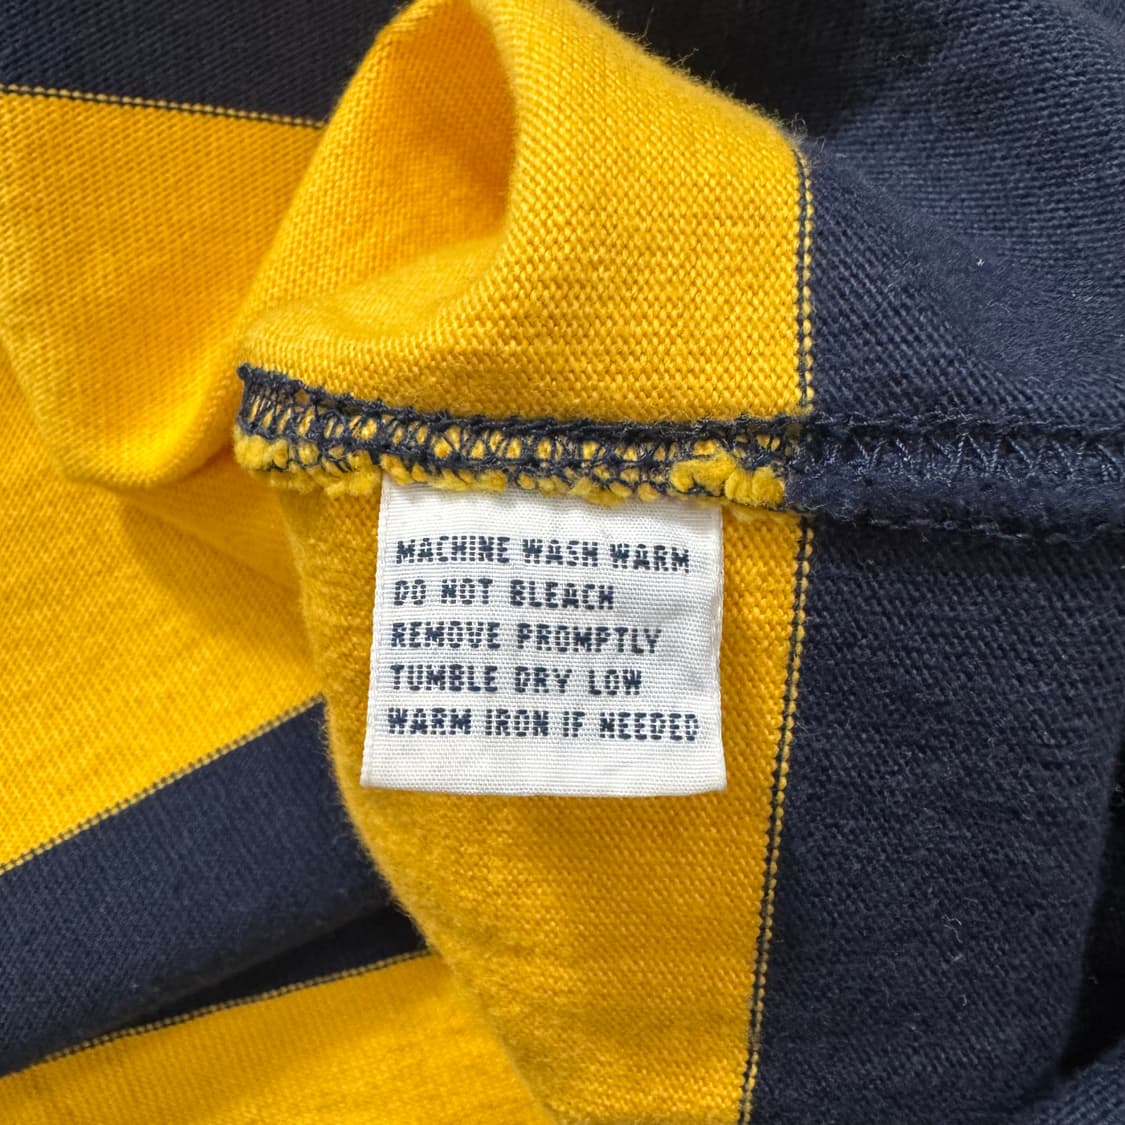 MACHINE WASH WARM
DO NOT BLEACH
REMOVE PROMPTLY
TUMBLE DRY LOW
WARM IRON IF NEEDED